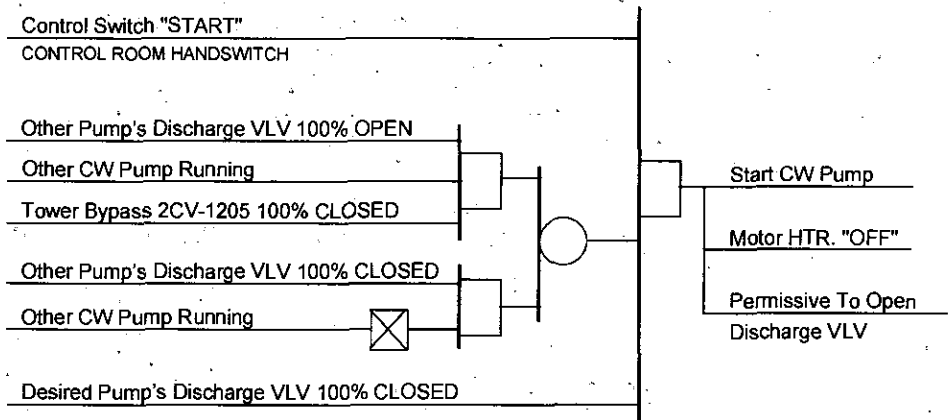 Control Switch "START"
CONTROL ROOM HANDSWITCH
Other Pump's Discharge VLV 100% OPEN
Other CW Pump Running
Tower Bypass 2CV-1205 100% CLOSED
Other Pump's Discharge VLV 100% CLOSED
Other CW Pump Running
Desired Pump's Discharge VLV 100% CLOSED
Start CW Pump
Motor HTR. "OFF"
Permissive To Open
Discharge VLV